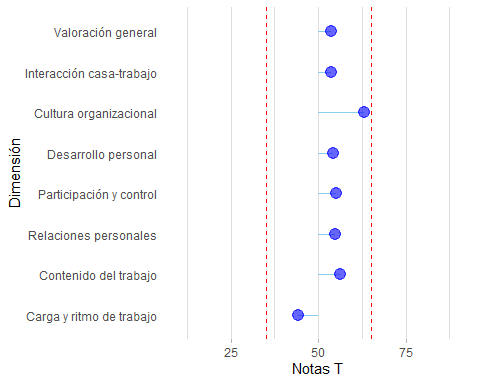 Valoración general
Interacción casa-trabajo
Cultura organizacional
Desarrollo personal
Participación y control
Relaciones personales
Contenido del trabajo
Carga y ritmo de trabajo
Dimensión
25 50 75
Notas T